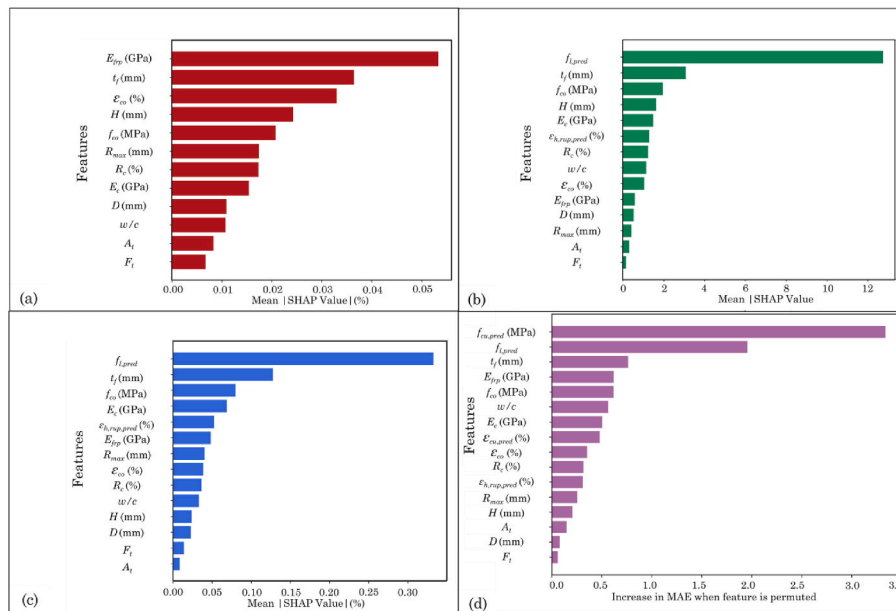 E_frp (GPa)
t_f (mm)
ε_co (%)
H (mm)
f_co (MPa)
R_max (mm)
R_c (%)
E_c (GPa)
D (mm)
w/c
A_t
F_t
Features
0.00 0.01 0.02 0.03 0.04 0.05
Mean |SHAP Value| (%)
(a)
f_l,pred
t_f (mm)
f_co (MPa)
H (mm)
E_c (GPa)
ε_h,rup,pred (%)
R_c (%)
w/c
ε_co (%)
E_frp (GPa)
D (mm)
R_max (mm)
A_t
F_t
Features
0 2 4 6 8 10 12
Mean |SHAP Value
(b)
f_l,pred
t_f (mm)
f_co (MPa)
E_c (GPa)
ε_h,rup,pred (%)
E_frp (GPa)
R_max (mm)
ε_co (%)
R_c (%)
w/c
H (mm)
D (mm)
F_t
A_t
Features
0.00 0.05 0.10 0.15 0.20 0.25 0.30
Mean |SHAP Value| (%)
(c)
f_cu,pred (MPa)
f_l,pred
t_f (mm)
E_frp (GPa)
f_co (MPa)
w/c
E_c (GPa)
ε_cu,pred (%)
ε_co (%)
R_c (%)
ε_h,rup,pred (%)
R_max (mm)
H (mm)
A_t
D (mm)
F_t
Features
0.0 0.5 1.0 1.5 2.0 2.5 3.0
Increase in MAE when feature is permuted
(d)